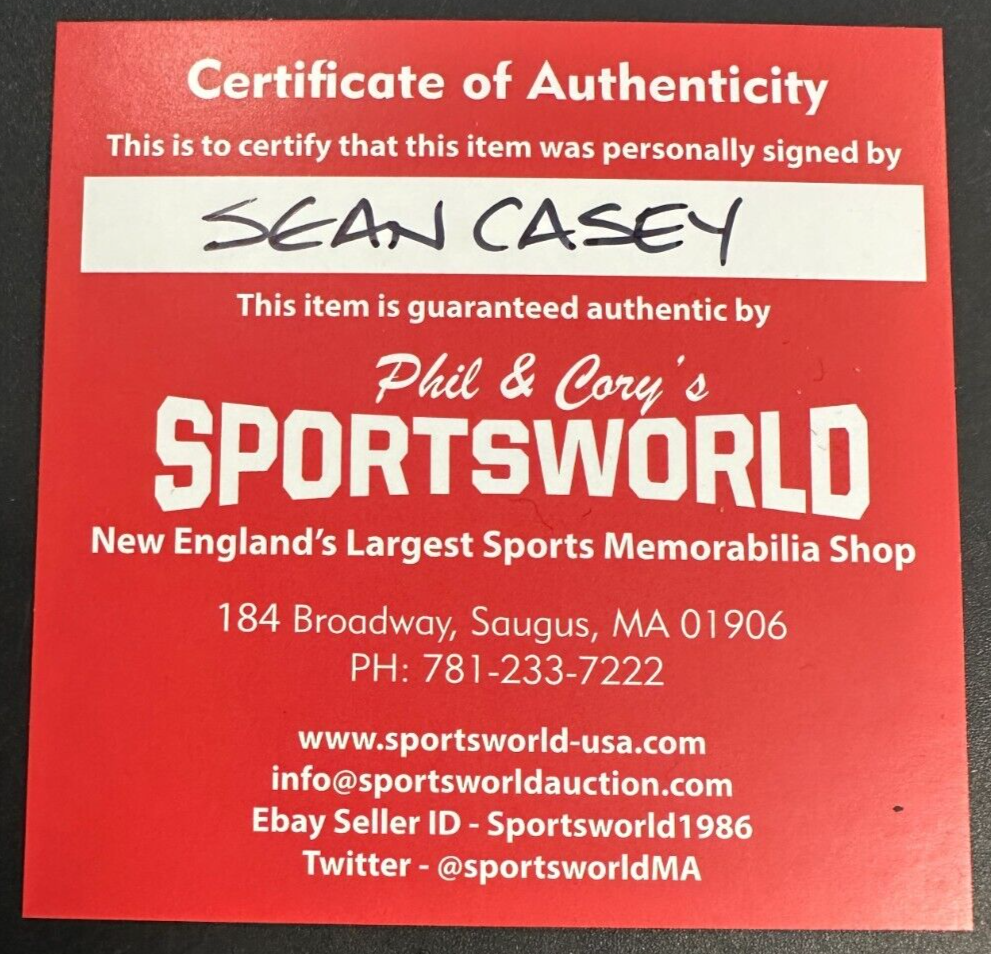 Certificate of Authenticity
This is to certify that this item was personally signed by
SEAN CASEY
This item is guaranteed authentic by
Phil & Cory's
SPORTSWORLD
New England's Largest Sports Memorabilia Shop
184 Broadway, Saugus, MA 01906
PH: 781-233-7222
www.sportsworld-usa.com
info@sportsworldauction.com
Ebay Seller ID - Sportsworld1986
Twitter - @sportsworldMA